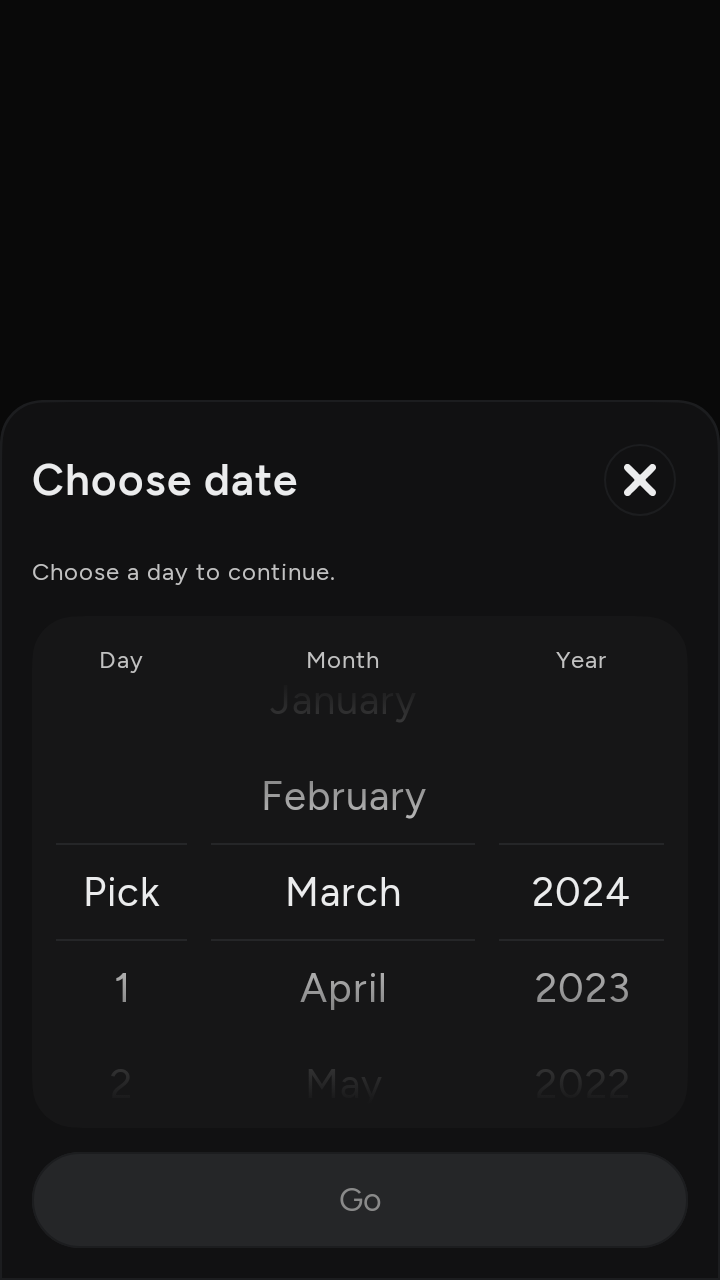 Choose date
Choose a day to continue.
Day Month Year
January
February
Pick March 2024
1 April 2023
2 May 2022
Go